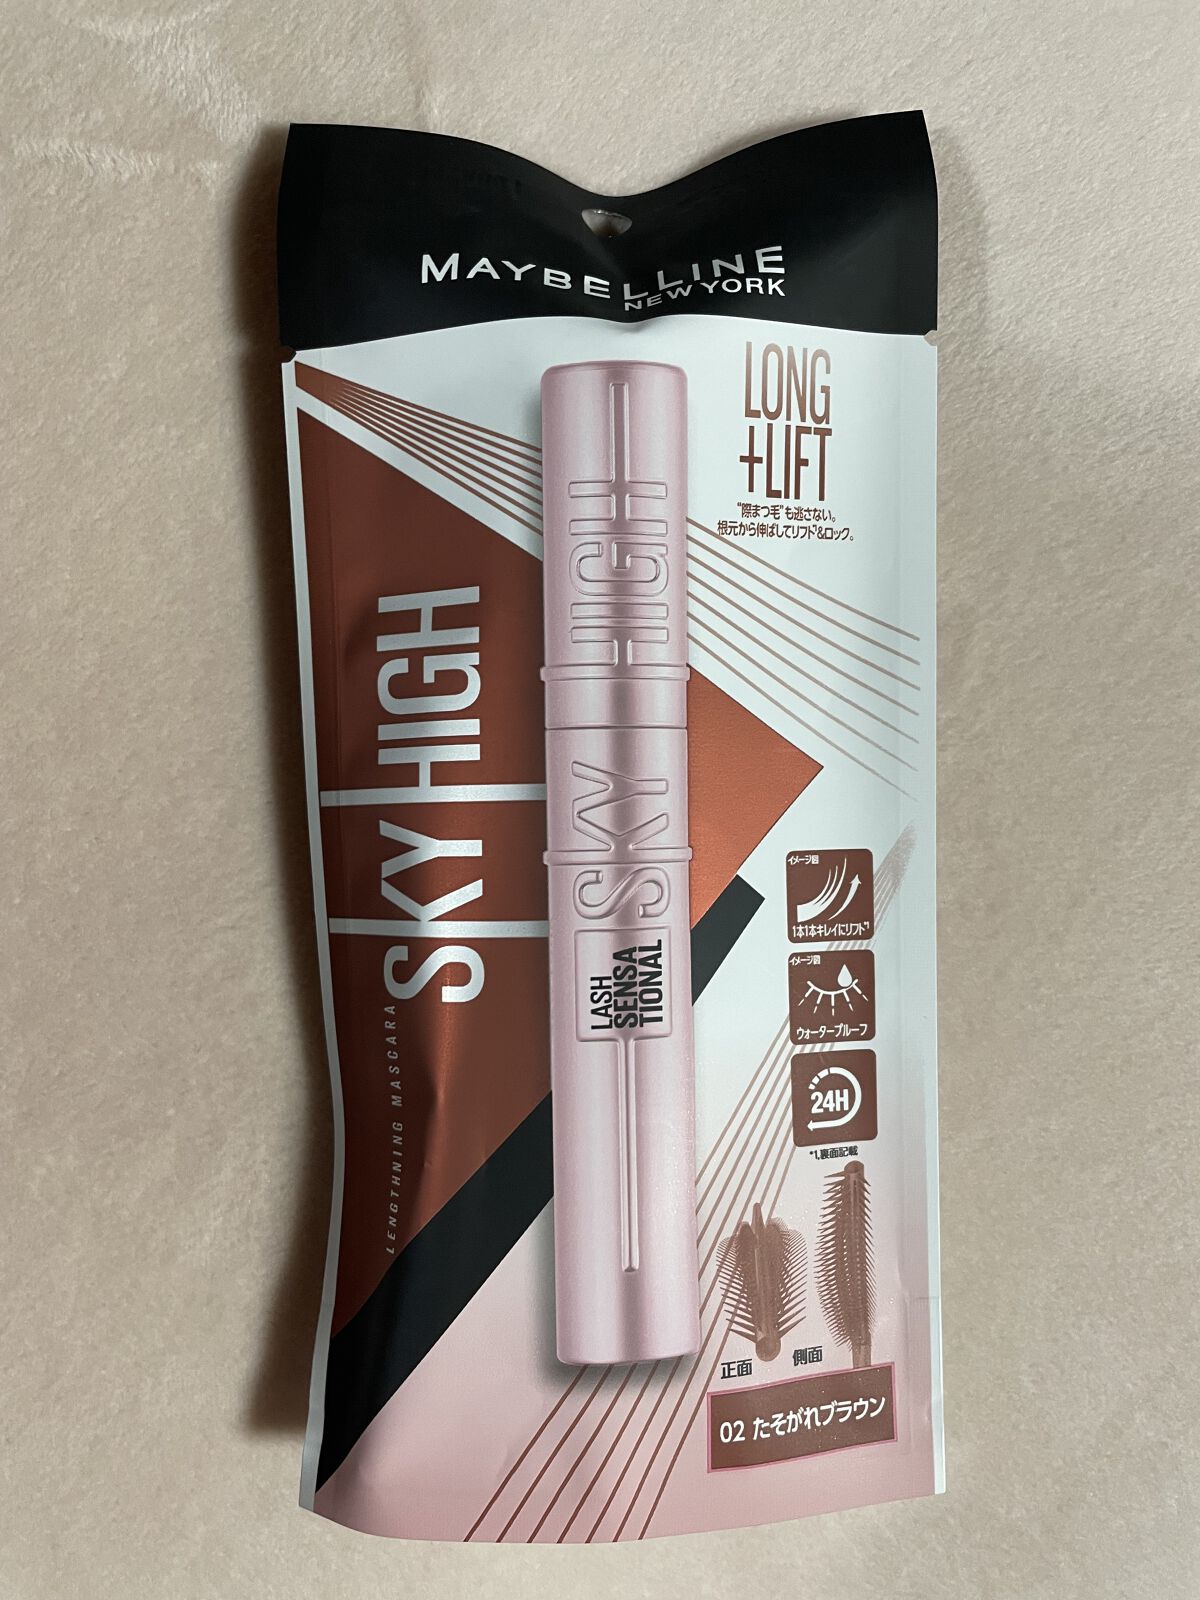 MAYBELLINE
NEW YORK
LONG
+LIFT
"際まつ毛"も逃さない。
根元から伸ばしてリフト*1&ロック。
SKY HIGH
LENGTHNING MASCARA
SKY HIGH
LASH
SENSA
TIONAL
イメージ図
1本1本キレイにリフト*1
イメージ図
ウォータープルーフ
24H
*1,裏面記載
正面
側面
02 たそがれブラウン